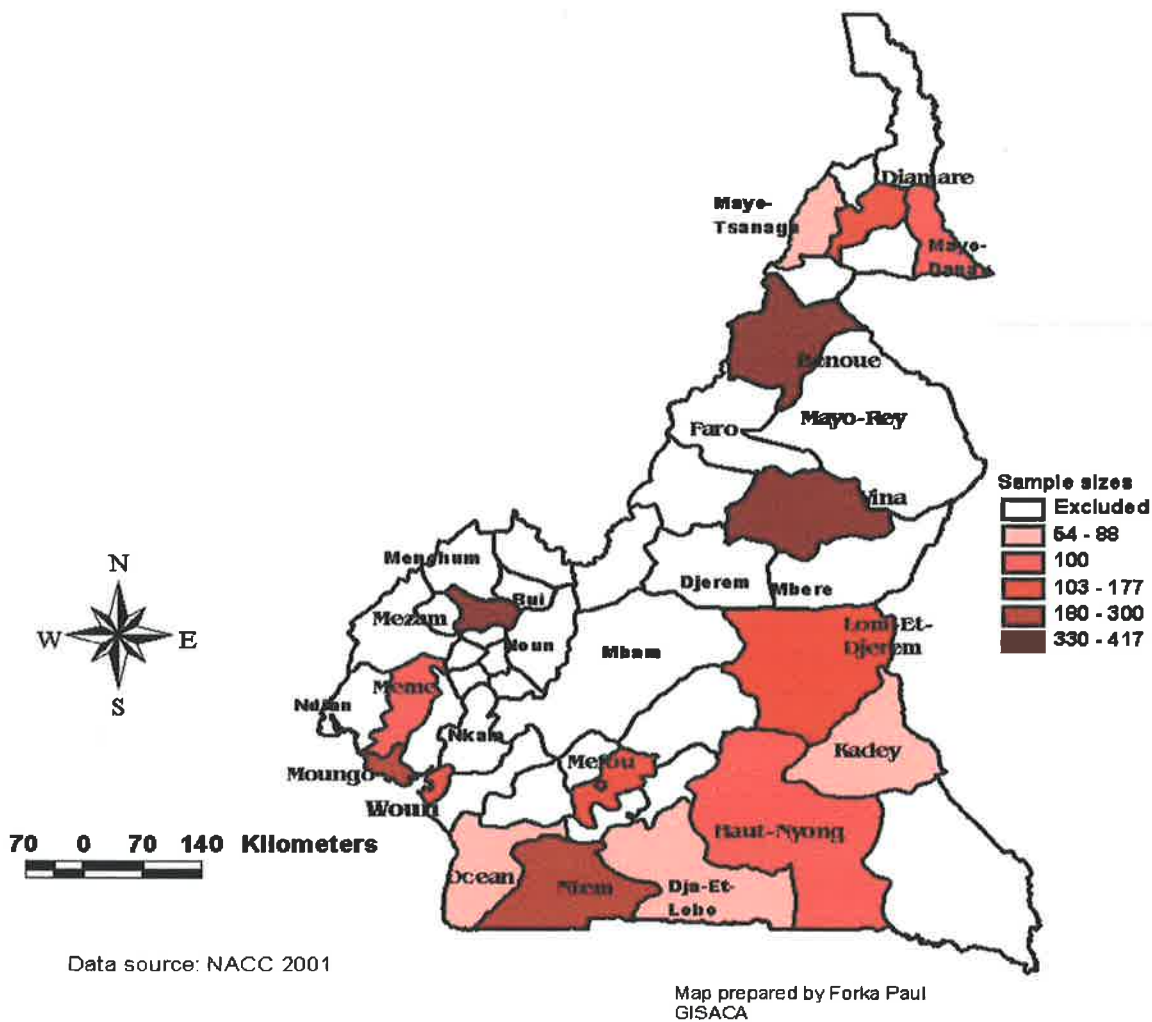 Diamare
Mayo-
Tsanaga
Mayo-
Danay
Benoue
Faro
Mayo-Rey
Vina
Sample sizes
Excluded
54 - 88
100
103 - 177
180 - 300
330 - 417
N
W
E
S
Menchum
Bui
Mezam
Noun
Djerem
Mbere
Mbam
Lom-Et-
Djerem
Meme
Ndian
Nkam
Kadey
Moungo
Mefou
Wouri
Haut-Nyong
Ocean
Ntem
Dja-Et-
Lobo
70 0 70 140 Kilometers
Data source: NACC 2001
Map prepared by Forka Paul
GISACA